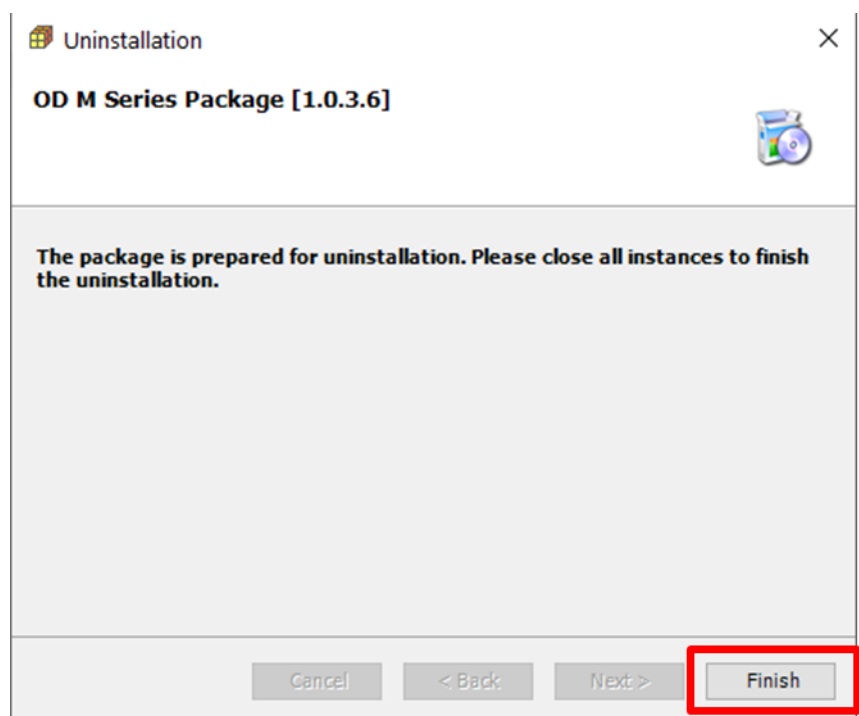 Uninstallation
OD M Series Package [1.0.3.6]
The package is prepared for uninstallation. Please close all instances to finish
the uninstallation.
Cancel
< Back
Next >
Finish